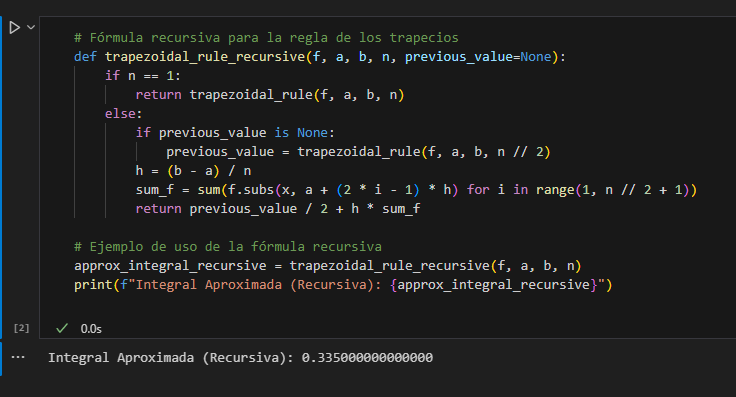 # Fórmula recursiva para la regla de los trapecios
def trapezoidal_rule_recursive(f, a, b, n, previous_value=None):
    if n == 1:
        return trapezoidal_rule(f, a, b, n)
    else:
        if previous_value is None:
            previous_value = trapezoidal_rule(f, a, b, n // 2)
        h = (b - a) / n
        sum_f = sum(f.subs(x, a + (2 * i - 1) * h) for i in range(1, n // 2 + 1))
        return previous_value / 2 + h * sum_f

# Ejemplo de uso de la fórmula recursiva
approx_integral_recursive = trapezoidal_rule_recursive(f, a, b, n)
print(f"Integral Aproximada (Recursiva): {approx_integral_recursive}")
[2] ✓ 0.0s
... Integral Aproximada (Recursiva): 0.335000000000000